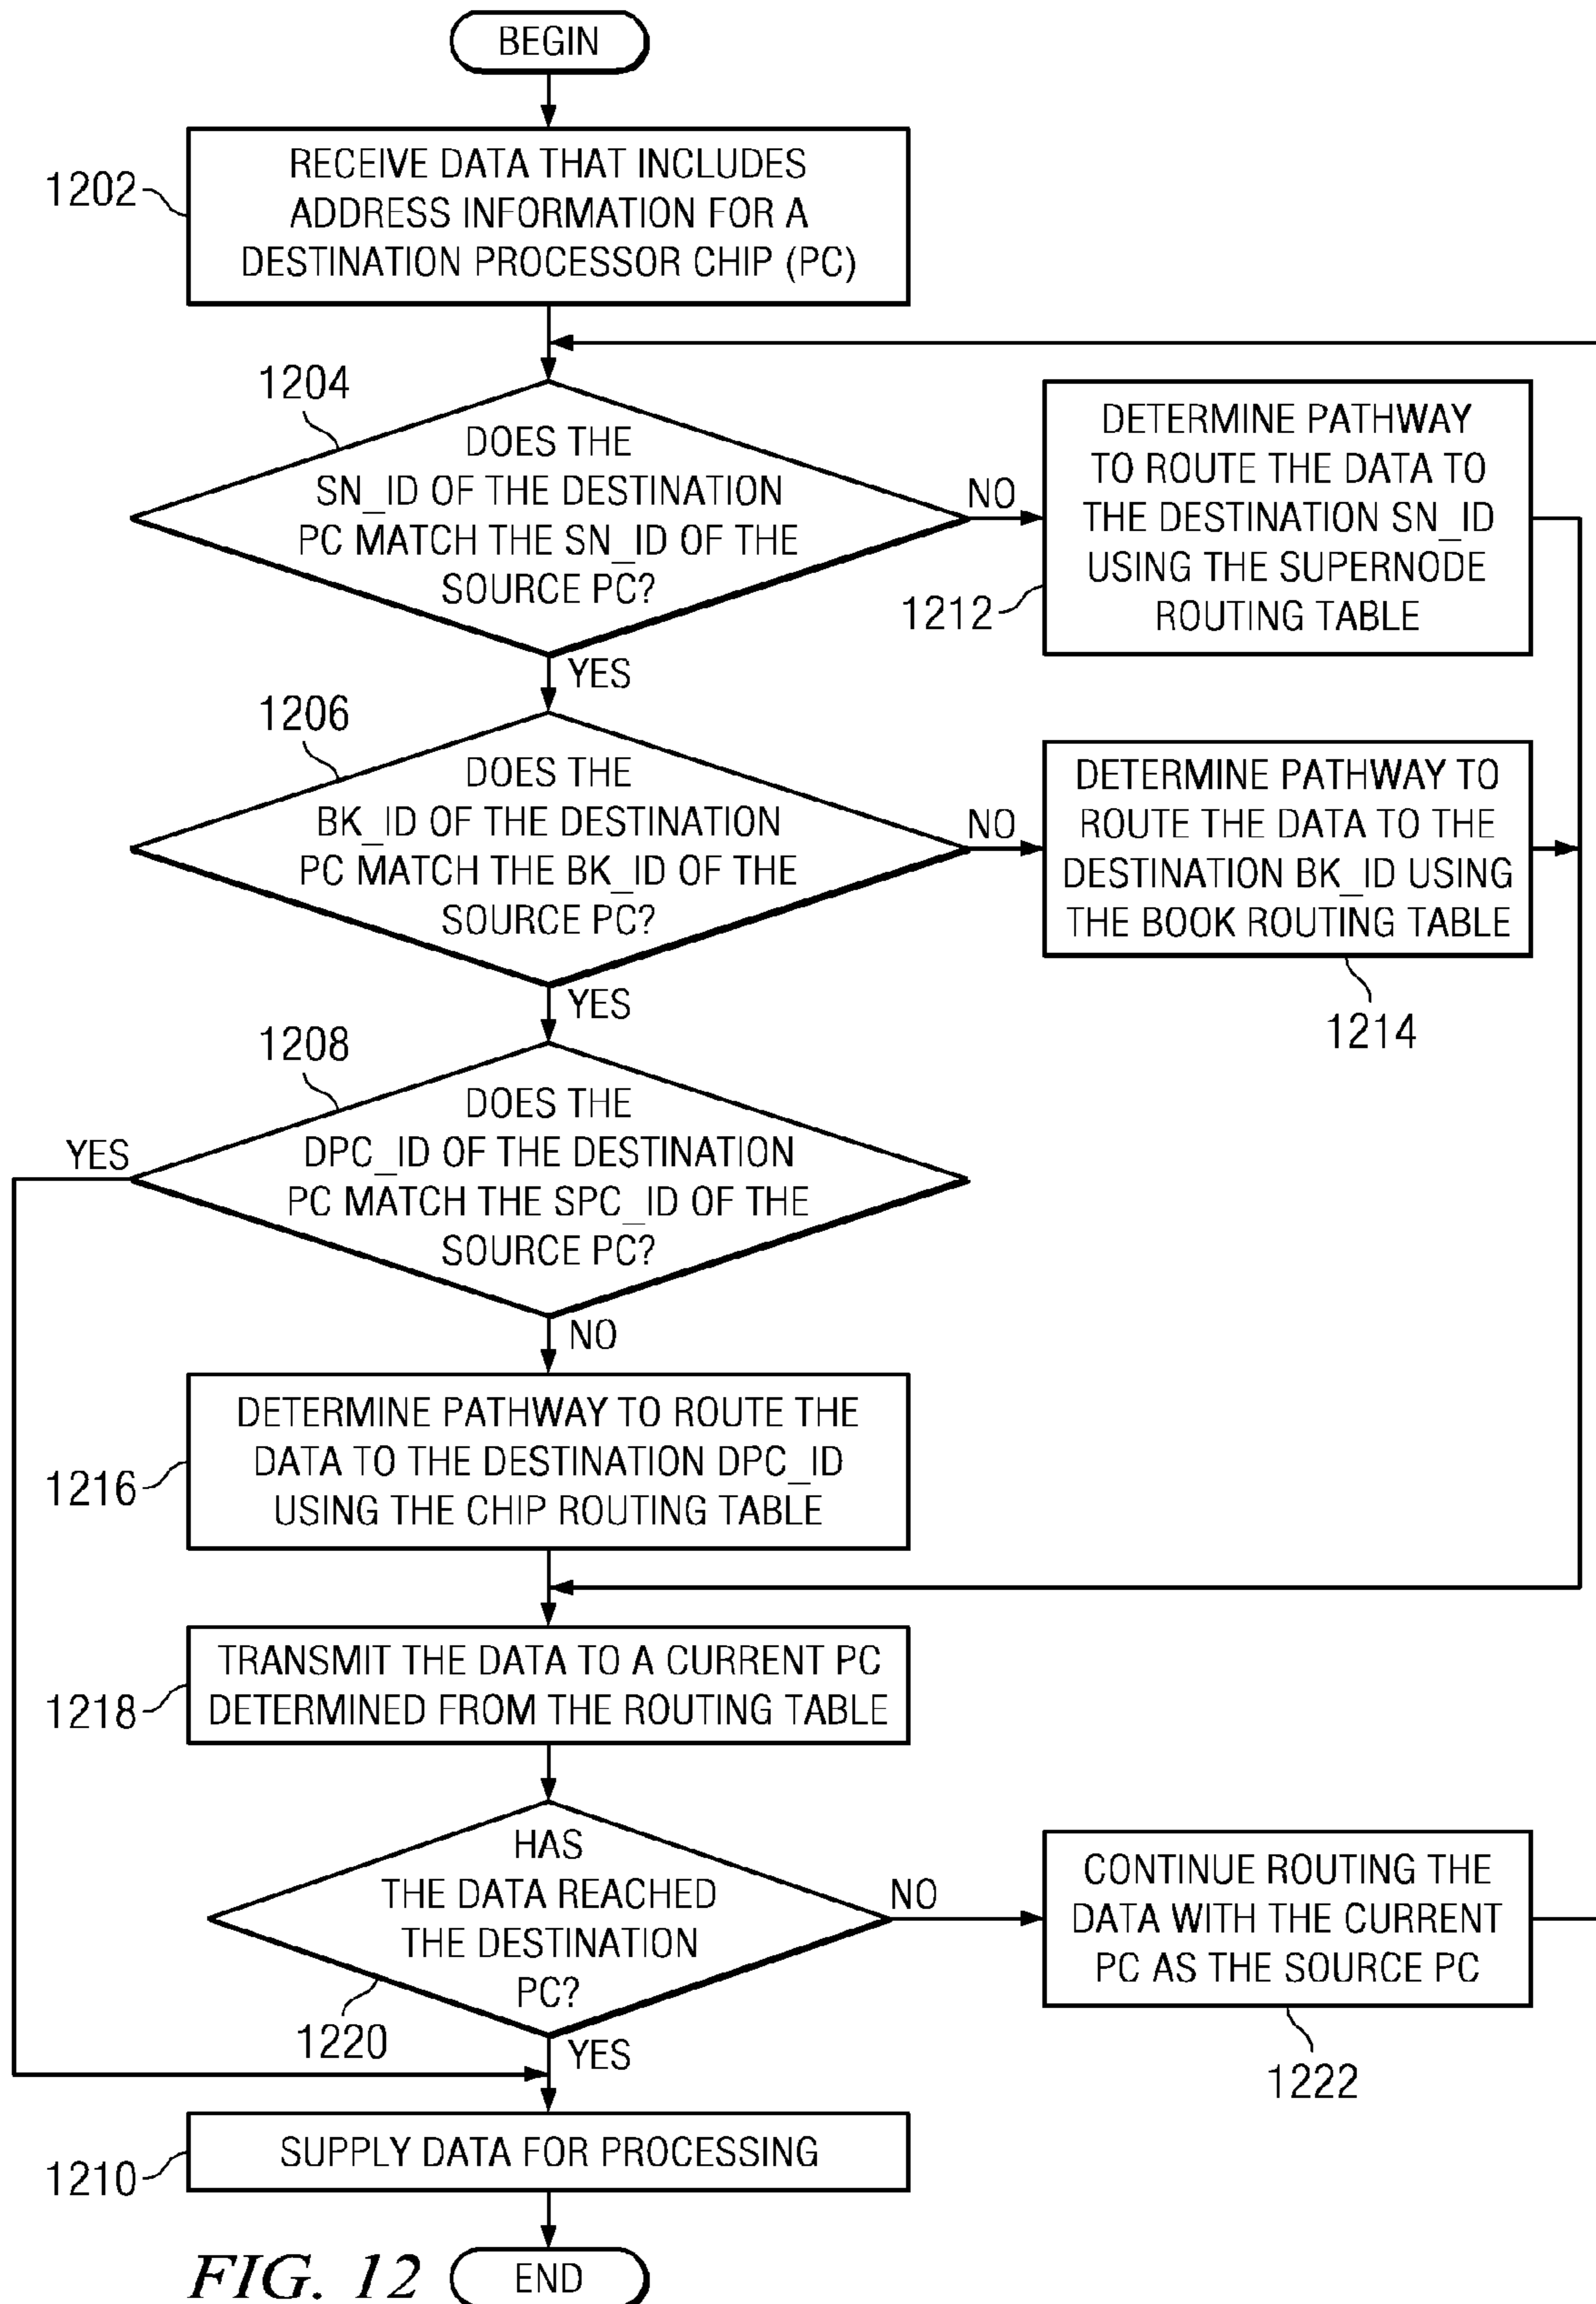 BEGIN
RECEIVE DATA THAT INCLUDES
ADDRESS INFORMATION FOR A
DESTINATION PROCESSOR CHIP (PC)
1202
1204
DOES THE
SN_ID OF THE DESTINATION
PC MATCH THE SN_ID OF THE
SOURCE PC?
NO
YES
DETERMINE PATHWAY
TO ROUTE THE DATA TO
THE DESTINATION SN_ID
USING THE SUPERNODE
ROUTING TABLE
1212
1206
DOES THE
BK_ID OF THE DESTINATION
PC MATCH THE BK_ID OF THE
SOURCE PC?
NO
YES
DETERMINE PATHWAY TO
ROUTE THE DATA TO THE
DESTINATION BK_ID USING
THE BOOK ROUTING TABLE
1214
1208
DOES THE
DPC_ID OF THE DESTINATION
PC MATCH THE SPC_ID OF THE
SOURCE PC?
YES
NO
DETERMINE PATHWAY TO ROUTE THE
DATA TO THE DESTINATION DPC_ID
USING THE CHIP ROUTING TABLE
1216
TRANSMIT THE DATA TO A CURRENT PC
DETERMINED FROM THE ROUTING TABLE
1218
HAS
THE DATA REACHED
THE DESTINATION
PC?
1220
NO
YES
CONTINUE ROUTING THE
DATA WITH THE CURRENT
PC AS THE SOURCE PC
1222
SUPPLY DATA FOR PROCESSING
1210
END
FIG. 12